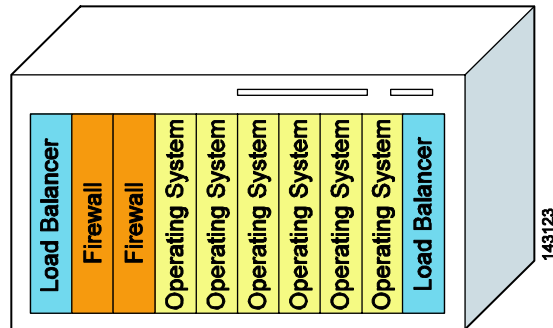 Load Balancer
Firewall
Firewall
Operating System
Operating System
Operating System
Operating System
Operating System
Operating System
Load Balancer
143123